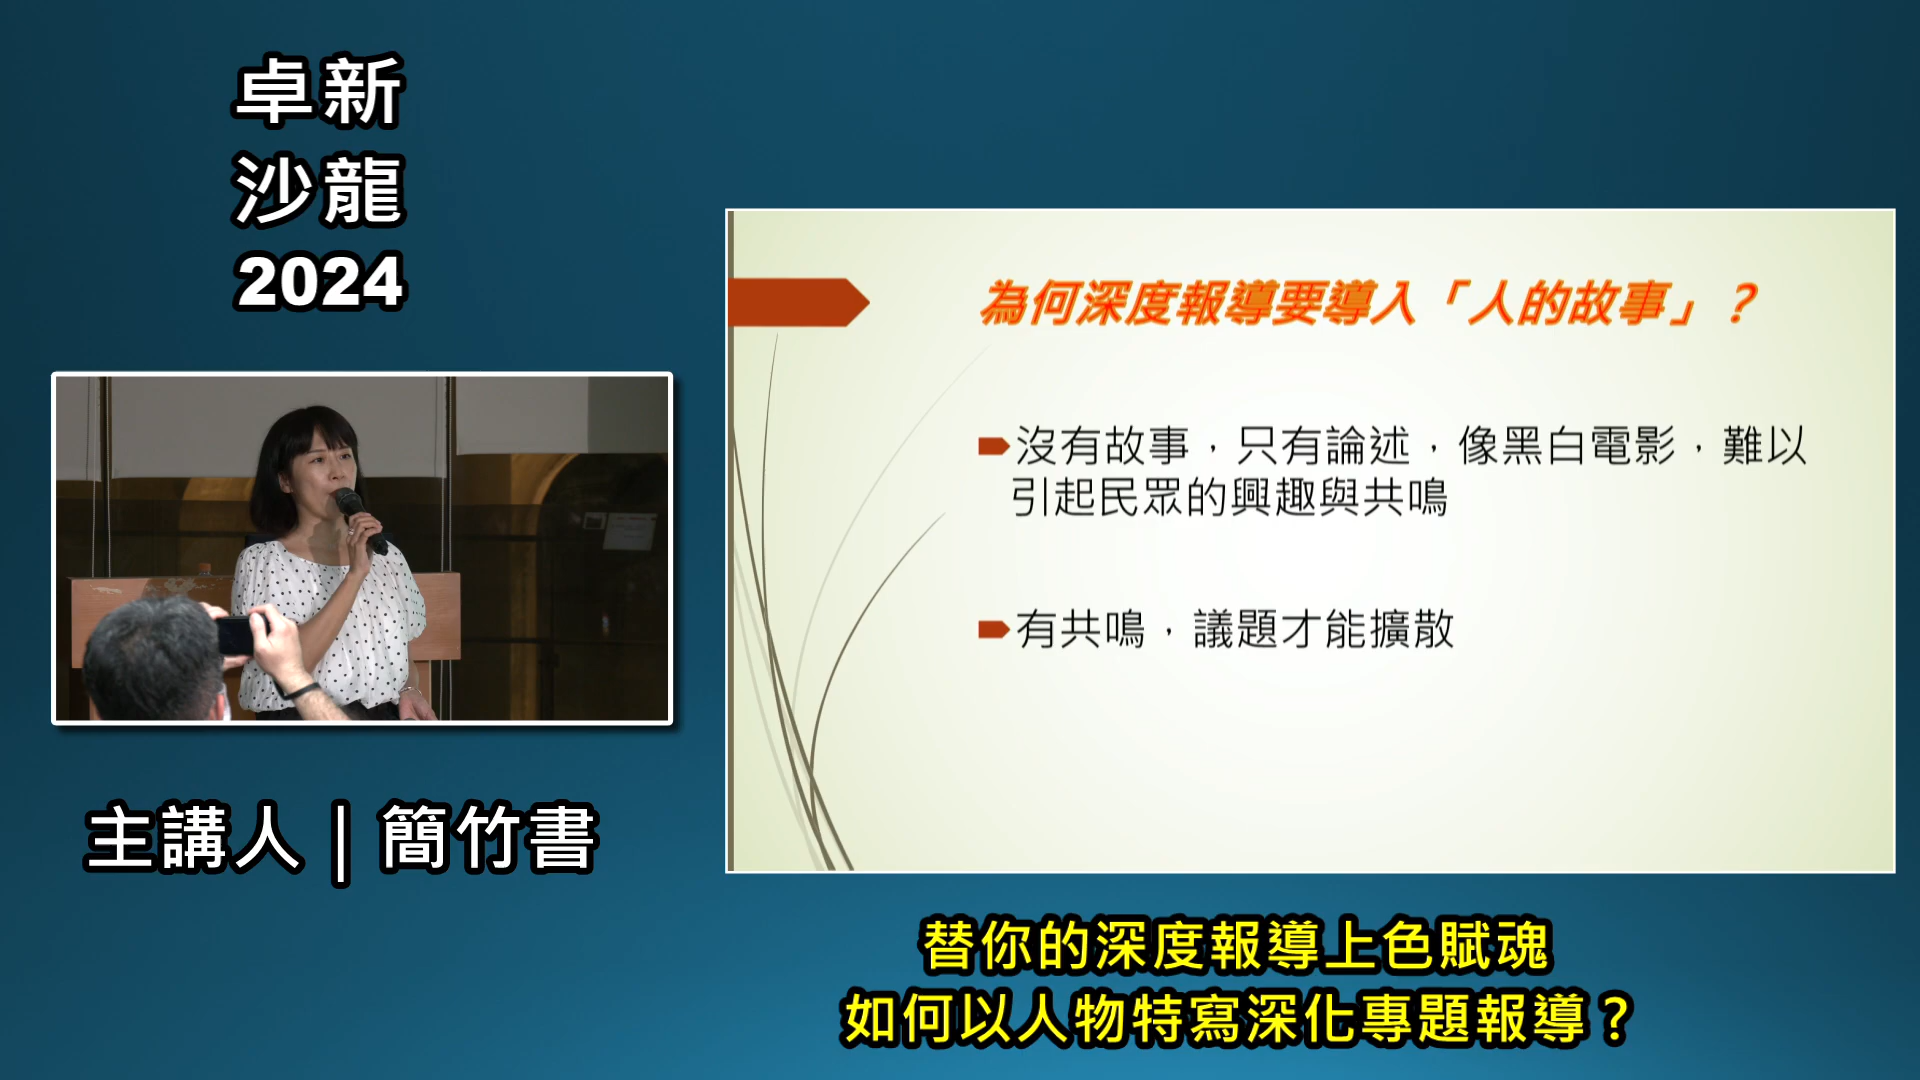 卓新
沙龍
2024
主講人｜簡竹書
為何深度報導要導入「人的故事」？
沒有故事，只有論述，像黑白電影，難以
引起民眾的興趣與共鳴
有共鳴，議題才能擴散
替你的深度報導上色賦魂
如何以人物特寫深化專題報導？